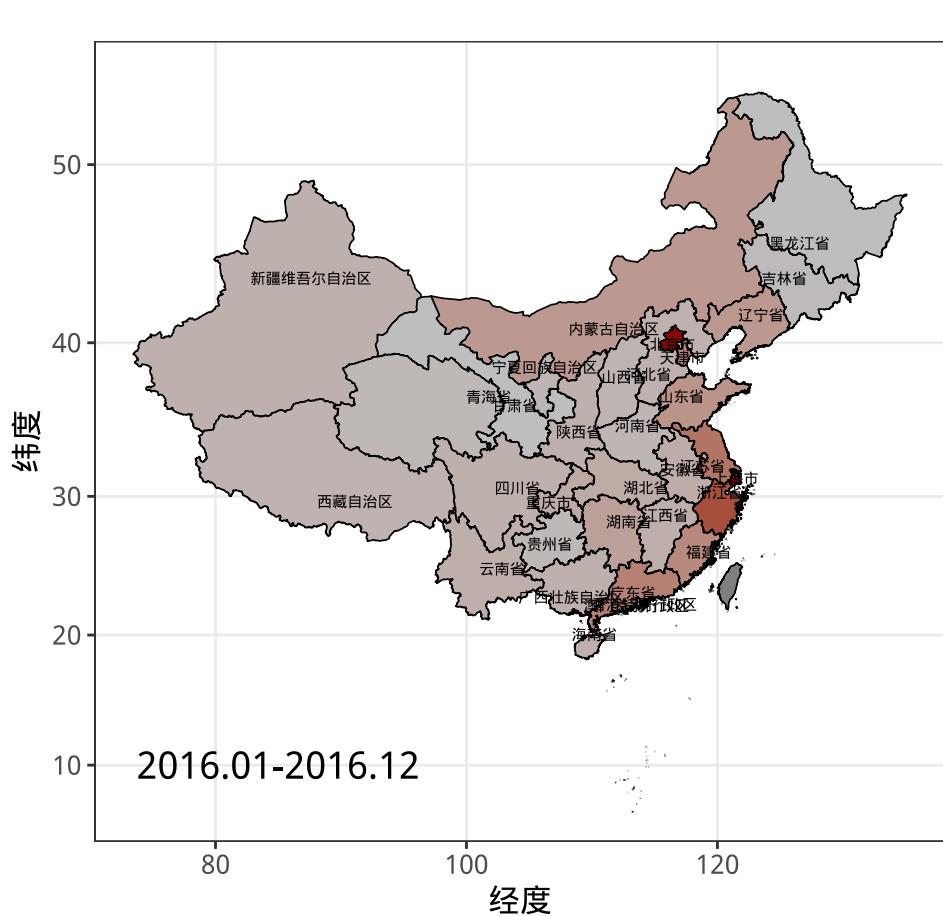 50
40
30
20
10
纬度
黑龙江省
新疆维吾尔自治区
吉林省
辽宁省
内蒙古自治区
北京市
天津市
宁夏回族自治区
山西省
河北省
青海省
甘肃省
山东省
陕西省
河南省
安徽省
江苏省
上海市
四川省
湖北省
浙江省
西藏自治区
重庆市
湖南省
江西省
贵州省
福建省
云南省
广西壮族自治区
广东省
海南省
2016.01-2016.12
80
100
120
经度